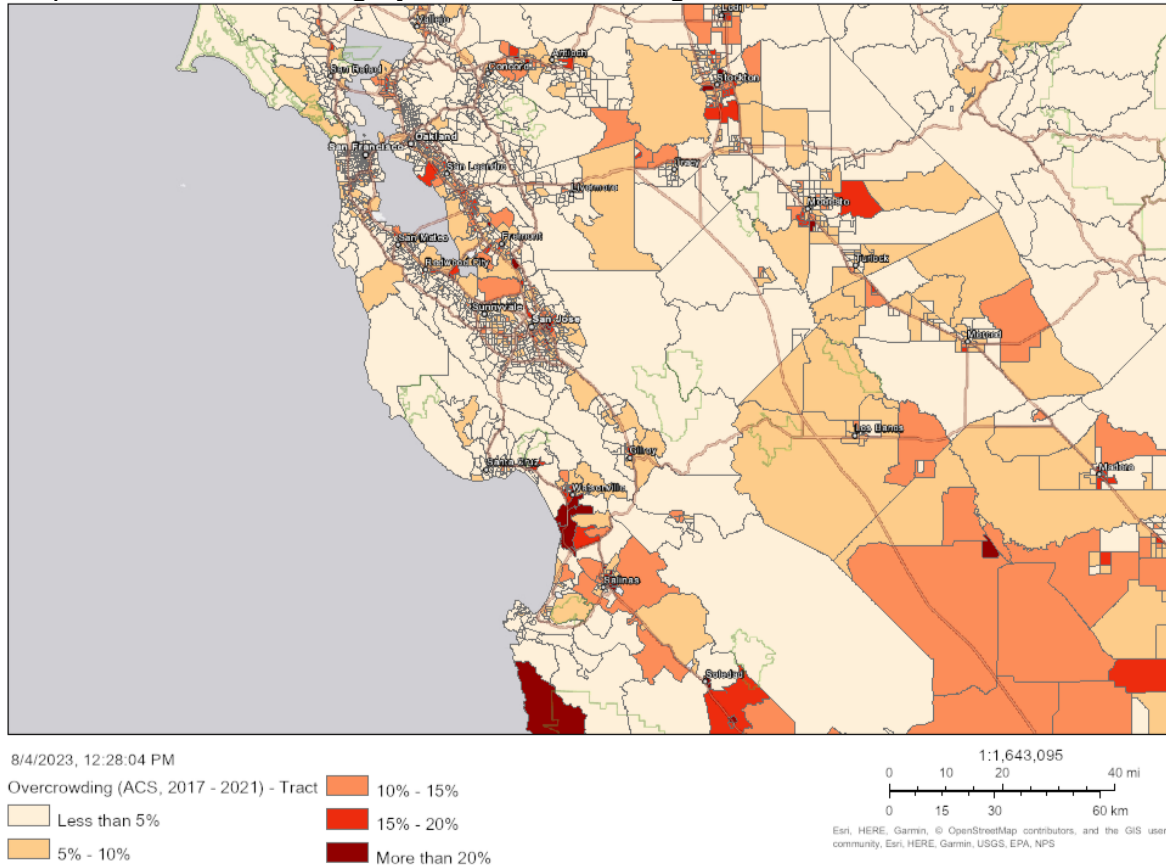 Vallejo
Lodi
San Rafael
Concord
Antioch
Stockton
Oakland
San Francisco
San Leandro
Tracy
Livermore
Modesto
San Mateo
Fremont
Redwood City
Turlock
Sunnyvale
San Jose
Merced
Los Banos
Gilroy
Santa Cruz
Madera
Watsonville
Salinas
Soledad
8/4/2023, 12:28:04 PM
Overcrowding (ACS, 2017 - 2021) - Tract
Less than 5%
5% - 10%
10% - 15%
15% - 20%
More than 20%
1:1,643,095
0 10 20 40 mi
0 15 30 60 km
Esri, HERE, Garmin, © OpenStreetMap contributors, and the GIS user
community, Esri, HERE, Garmin, USGS, EPA, NPS